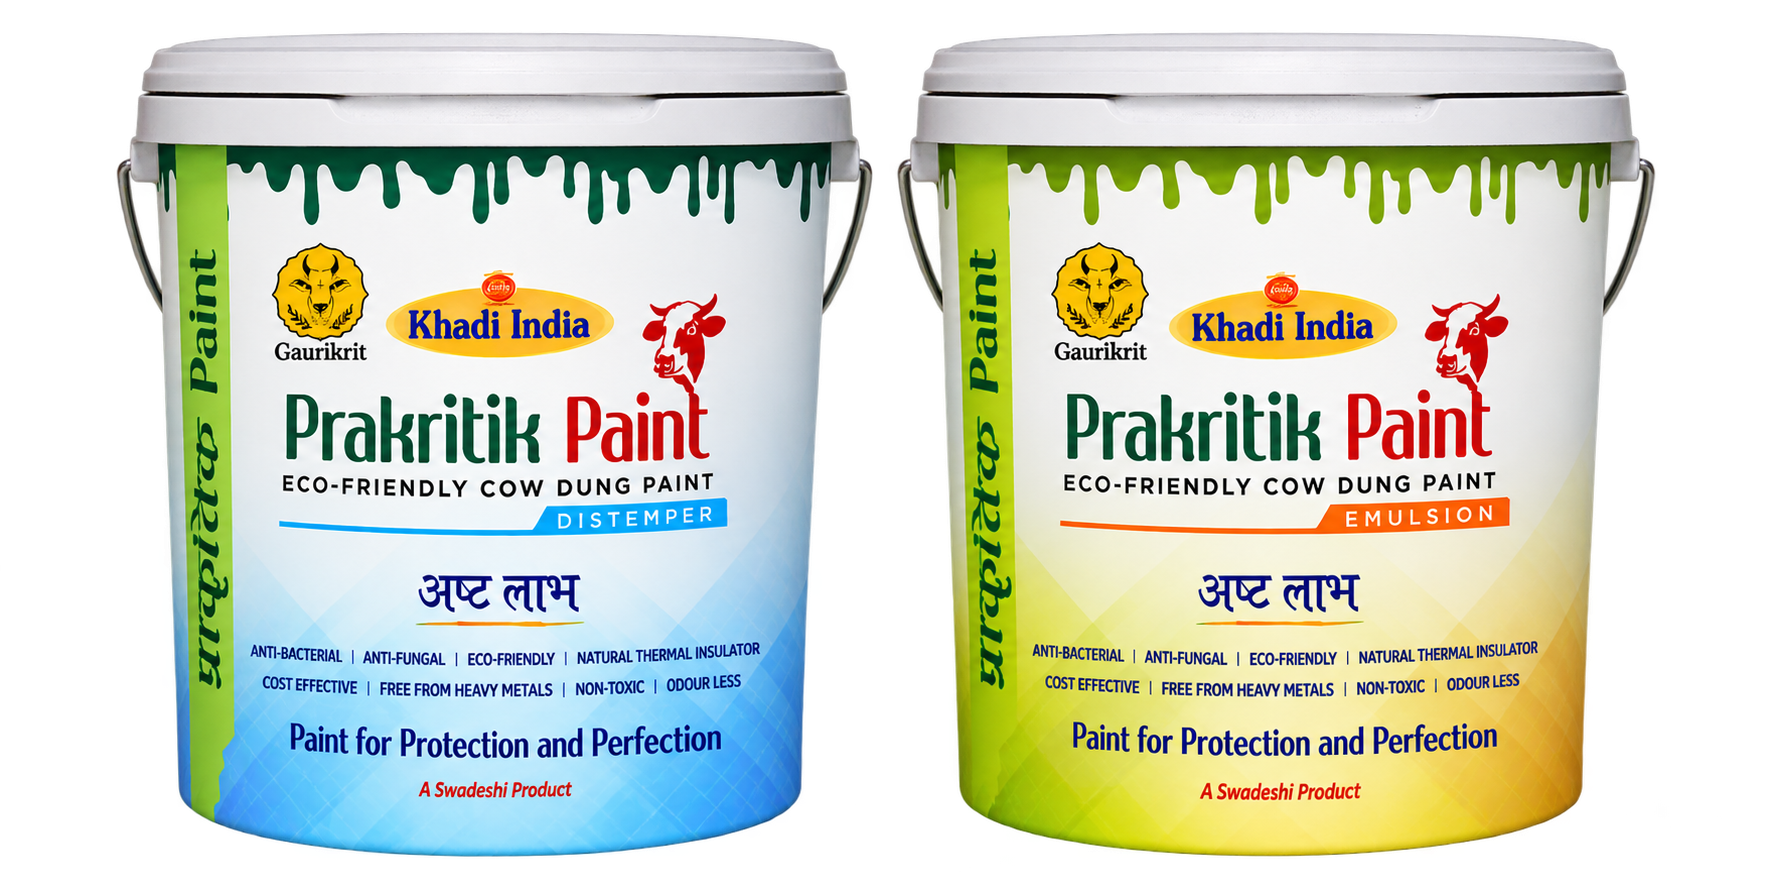 Gaurikrit
Khadi India
Prakritik Paint
ECO-FRIENDLY COW DUNG PAINT
DISTEMPER
अष्ट लाभ
ANTI-BACTERIAL | ANTI-FUNGAL | ECO-FRIENDLY | NATURAL THERMAL INSULATOR
COST EFFECTIVE | FREE FROM HEAVY METALS | NON-TOXIC | ODOUR LESS
Paint for Protection and Perfection
A Swadeshi Product
Paint
Gaurikrit
Khadi India
Prakritik Paint
ECO-FRIENDLY COW DUNG PAINT
EMULSION
अष्ट लाभ
ANTI-BACTERIAL | ANTI-FUNGAL | ECO-FRIENDLY | NATURAL THERMAL INSULATOR
COST EFFECTIVE | FREE FROM HEAVY METALS | NON-TOXIC | ODOUR LESS
Paint for Protection and Perfection
A Swadeshi Product
Paint